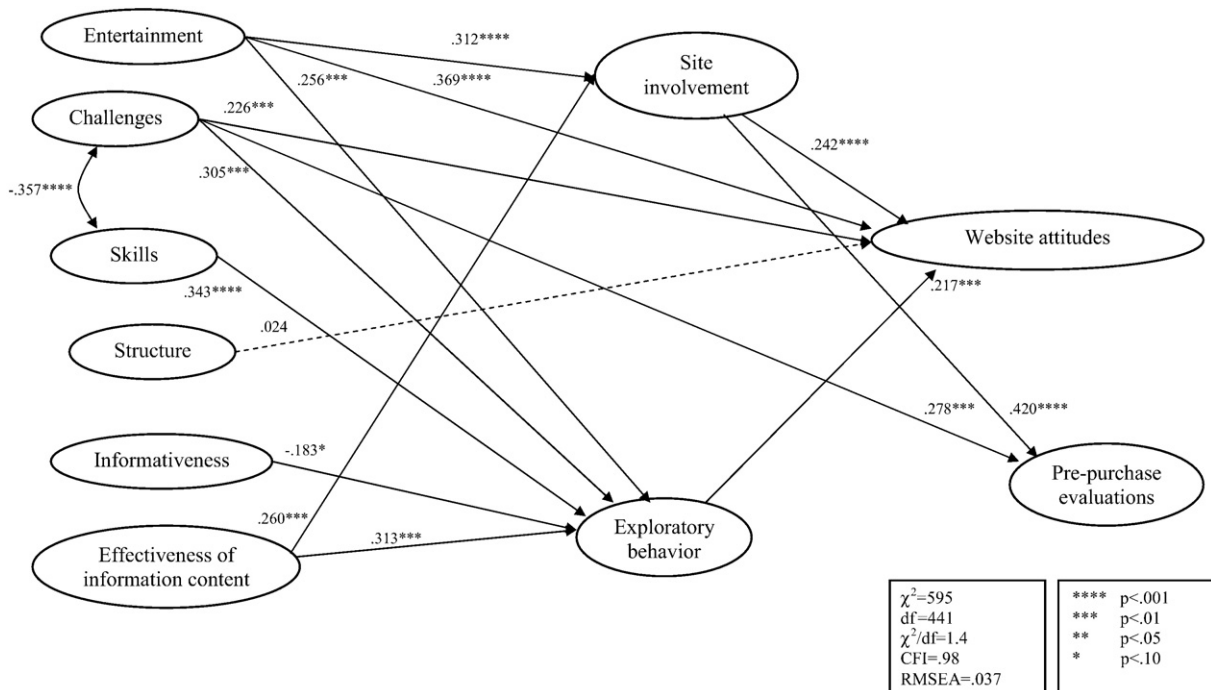 Entertainment
.312****
Site
involvement
.256***
.369****
Challenges
.226***
.242****
.305***
-.357****
Skills
Website attitudes
.343****
.217***
.024
Structure
.278***
.420****
Informativeness
-.183*
Pre-purchase
evaluations
.260***
.313***
Exploratory
behavior
Effectiveness of
information content
χ²=595
df=441
χ²/df=1.4
CFI=.98
RMSEA=.037
**** p<.001
*** p<.01
** p<.05
* p<.10